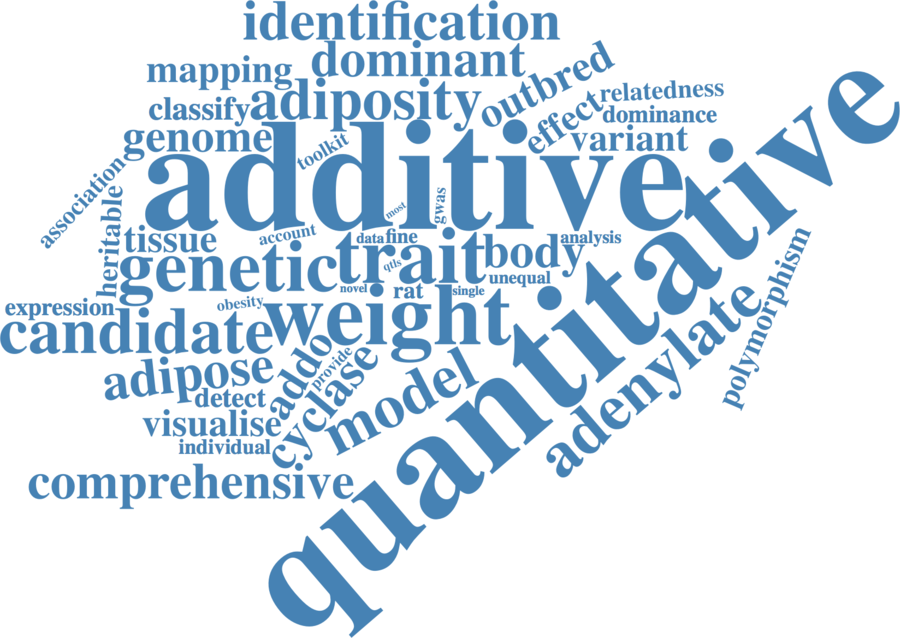 identification
dominant
mapping
outbred
relatedness
classify
adiposity
effect
dominance
genome
variant
toolkit
additive
quantitative
association
heritable
most
gwas
tissue
account
data
fine
trait
body
analysis
genetic
qtls
unequal
novel
rat
single
polymorphism
expression
obesity
candidate
weight
adenylate
adipose
addo
provide
cyclase
model
detect
visualise
individual
comprehensive